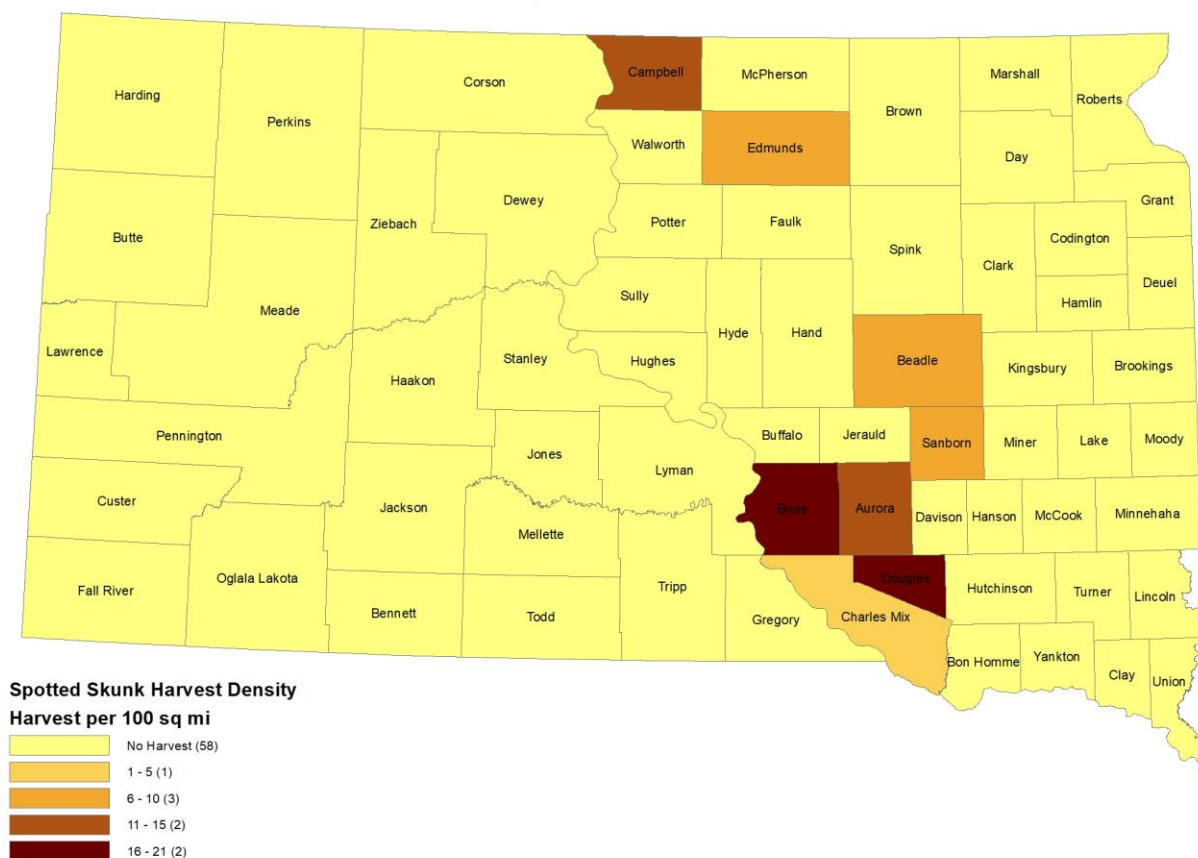 Campbell
McPherson
Marshall
Corson
Harding
Roberts
Perkins
Brown
Walworth
Edmunds
Day
Dewey
Grant
Ziebach
Potter
Faulk
Butte
Codington
Spink
Clark
Deuel
Sully
Hamlin
Meade
Hyde
Hand
Lawrence
Stanley
Hughes
Beadle
Kingsbury
Brookings
Haakon
Pennington
Buffalo
Jerauld
Sanborn
Miner
Lake
Moody
Jones
Lyman
Custer
Jackson
Brule
Aurora
Davison
Hanson
McCook
Minnehaha
Mellette
Oglala Lakota
Fall River
Tripp
Douglas
Hutchinson
Turner
Lincoln
Bennett
Todd
Gregory
Charles Mix
Bon Homme
Yankton
Clay
Union
Spotted Skunk Harvest Density
Harvest per 100 sq mi
No Harvest (58)
1 - 5 (1)
6 - 10 (3)
11 - 15 (2)
16 - 21 (2)